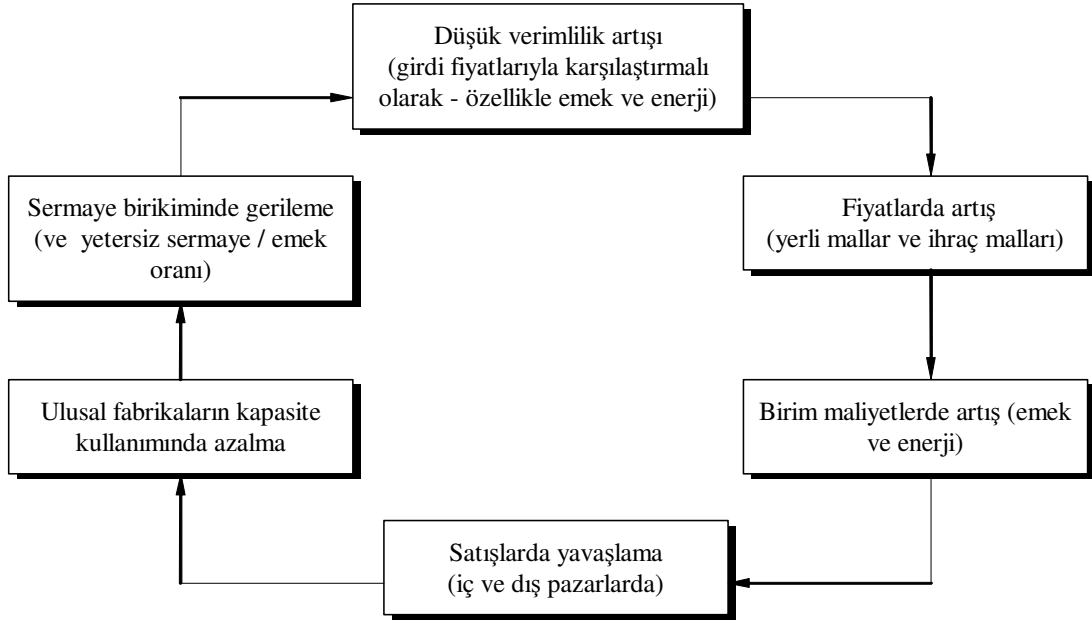 Düşük verimlilik artışı
(girdi fiyatlarıyla karşılaştırmalı
olarak - özellikle emek ve enerji)
Fiyatlarda artış
(yerli mallar ve ihraç malları)
Birim maliyetlerde artış (emek
ve enerji)
Satışlarda yavaşlama
(iç ve dış pazarlarda)
Ulusal fabrikaların kapasite
kullanımında azalma
Sermaye birikiminde gerileme
(ve yetersiz sermaye / emek
oranı)